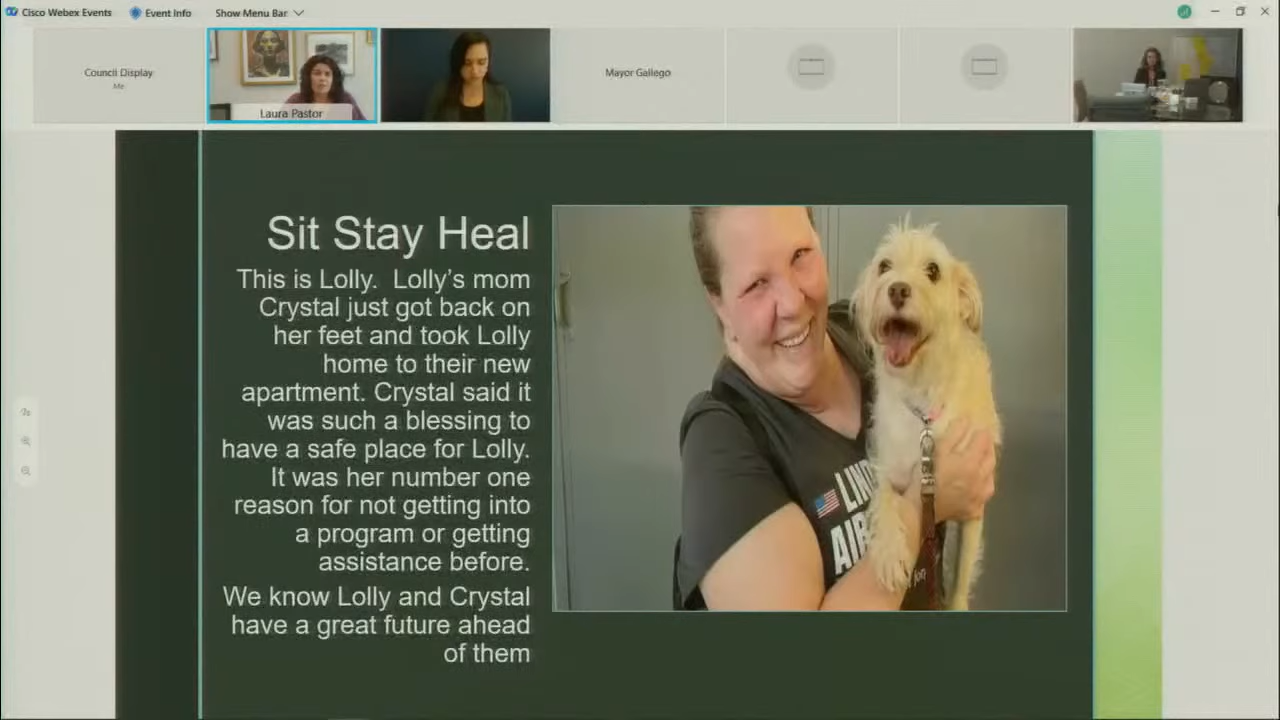 Cisco Webex Events
Event Info
Show Menu Bar
Council Display
Me
Laura Pastor
Mayor Gallego
Sit Stay Heal
This is Lolly. Lolly's mom
Crystal just got back on
her feet and took Lolly
home to their new
apartment. Crystal said it
was such a blessing to
have a safe place for Lolly.
It was her number one
reason for not getting into
a program or getting
assistance before.
We know Lolly and Crystal
have a great future ahead
of them